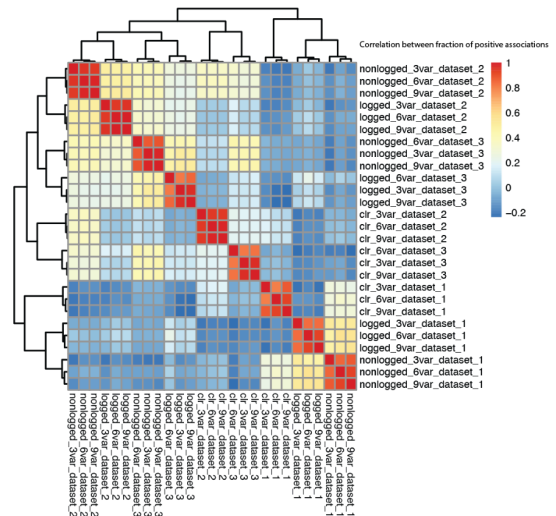 Correlation between fraction of positive associations
nonlogged_3var_dataset_2
nonlogged_6var_dataset_2
nonlogged_9var_dataset_2
logged_3var_dataset_2
logged_6var_dataset_2
logged_9var_dataset_2
nonlogged_6var_dataset_3
nonlogged_3var_dataset_3
nonlogged_9var_dataset_3
logged_6var_dataset_3
logged_3var_dataset_3
logged_9var_dataset_3
clr_3var_dataset_2
clr_6var_dataset_2
clr_9var_dataset_2
clr_6var_dataset_3
clr_3var_dataset_3
clr_9var_dataset_3
clr_3var_dataset_1
clr_6var_dataset_1
clr_9var_dataset_1
logged_3var_dataset_1
logged_6var_dataset_1
logged_9var_dataset_1
nonlogged_3var_dataset_1
nonlogged_6var_dataset_1
nonlogged_9var_dataset_1
1
0.8
0.6
0.4
0.2
0
−0.2
nonlogged_3var_dataset_2
nonlogged_6var_dataset_2
nonlogged_9var_dataset_2
logged_3var_dataset_2
logged_6var_dataset_2
logged_9var_dataset_2
nonlogged_6var_dataset_3
nonlogged_3var_dataset_3
nonlogged_9var_dataset_3
logged_6var_dataset_3
logged_3var_dataset_3
logged_9var_dataset_3
clr_3var_dataset_2
clr_6var_dataset_2
clr_9var_dataset_2
clr_6var_dataset_3
clr_3var_dataset_3
clr_9var_dataset_3
clr_3var_dataset_1
clr_6var_dataset_1
clr_9var_dataset_1
logged_3var_dataset_1
logged_6var_dataset_1
logged_9var_dataset_1
nonlogged_3var_dataset_1
nonlogged_6var_dataset_1
nonlogged_9var_dataset_1